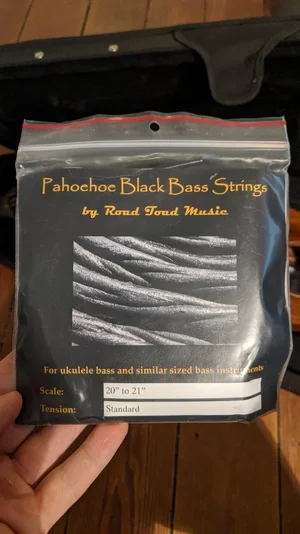 Pahoehoe Black Bass Strings
by Road Toad Music
For ukulele bass and similar sized bass instruments
Scale: 20" to 21"
Tension: Standard